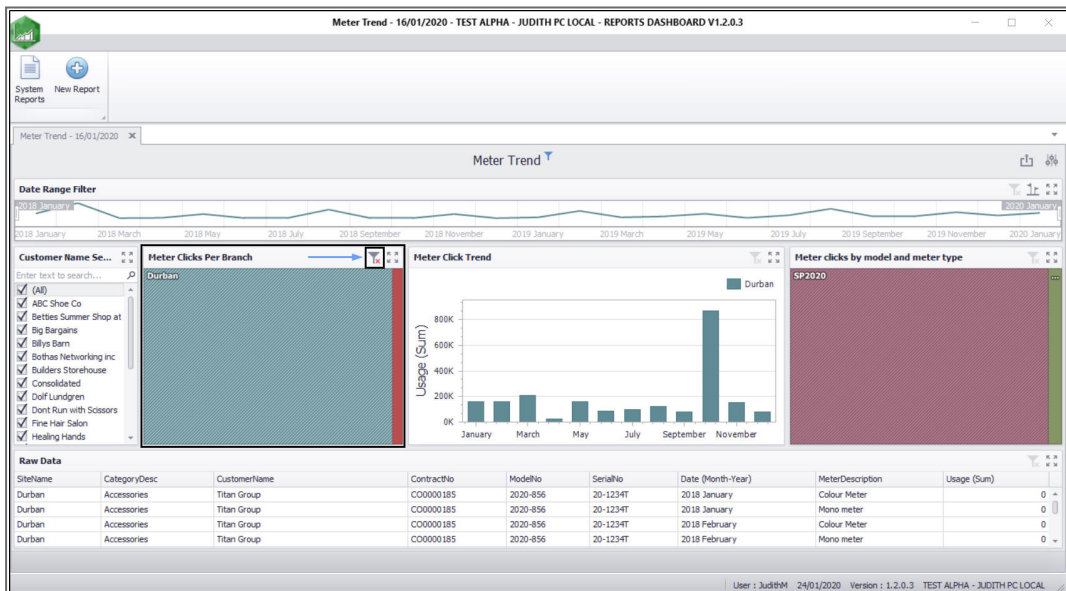 Meter Trend - 16/01/2020 - TEST ALPHA - JUDITH PC LOCAL - REPORTS DASHBOARD V1.2.0.3
System Reports
New Report
Meter Trend - 16/01/2020
Meter Trend
Date Range Filter
2018 January
2020 January
2018 January 2018 March 2018 May 2018 July 2018 September 2018 November 2019 January 2019 March 2019 May 2019 July 2019 September 2019 November 2020 January
Customer Name Se...
Enter text to search...
(All)
ABC Shoe Co
Betties Summer Shop at
Big Bargains
Billys Barn
Bothas Networking inc
Builders Storehouse
Consolidated
Dolf Lundgren
Dont Run with Scissors
Fine Hair Salon
Healing Hands
Meter Clicks Per Branch
Durban
Meter Click Trend
Durban
Usage (Sum)
800K
600K
400K
200K
0K
January March May July September November
Meter clicks by model and meter type
SP2020
...
Raw Data
SiteName CategoryDesc CustomerName ContractNo ModelNo SerialNo Date (Month-Year) MeterDescription Usage (Sum)
Durban Accessories Titan Group CO0000185 2020-856 20-1234T 2018 January Colour Meter 0
Durban Accessories Titan Group CO0000185 2020-856 20-1234T 2018 January Mono meter 0
Durban Accessories Titan Group CO0000185 2020-856 20-1234T 2018 February Colour Meter 0
Durban Accessories Titan Group CO0000185 2020-856 20-1234T 2018 February Mono meter 0
User : JudithM 24/01/2020 Version : 1.2.0.3 TEST ALPHA - JUDITH PC LOCAL